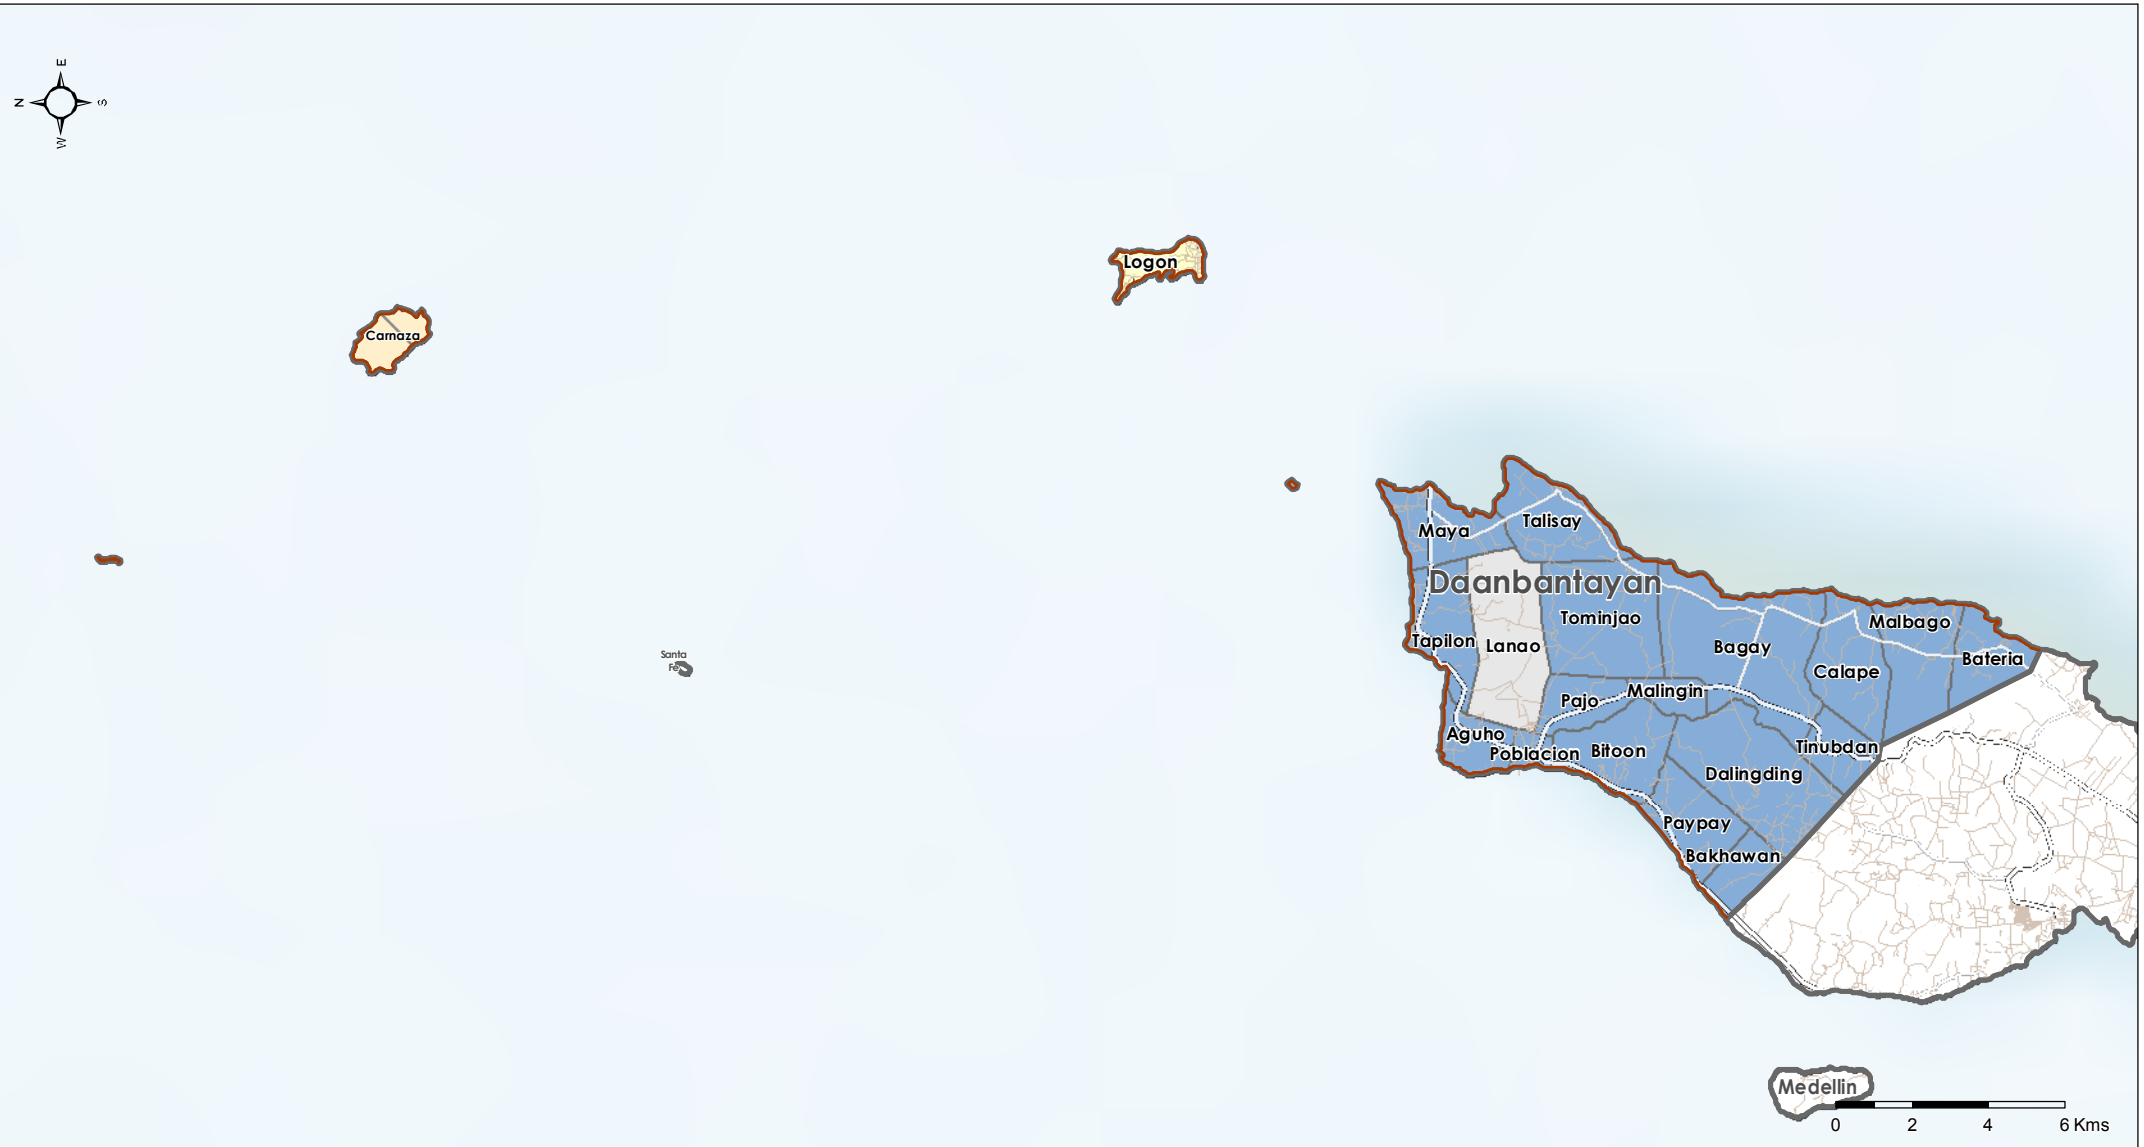 E
N
S
W
Logon
Carnaza
Maya
Talisay
Daanbantayan
Tominjao
Malbago
Tapilon
Lanao
Bagay
Bateria
Santa
Fe
Calape
Malingin
Pajo
Aguho
Poblacion
Bitoon
Tinubdan
Dalingding
Paypay
Bakhawan
Medellin
0 2 4 6 Kms